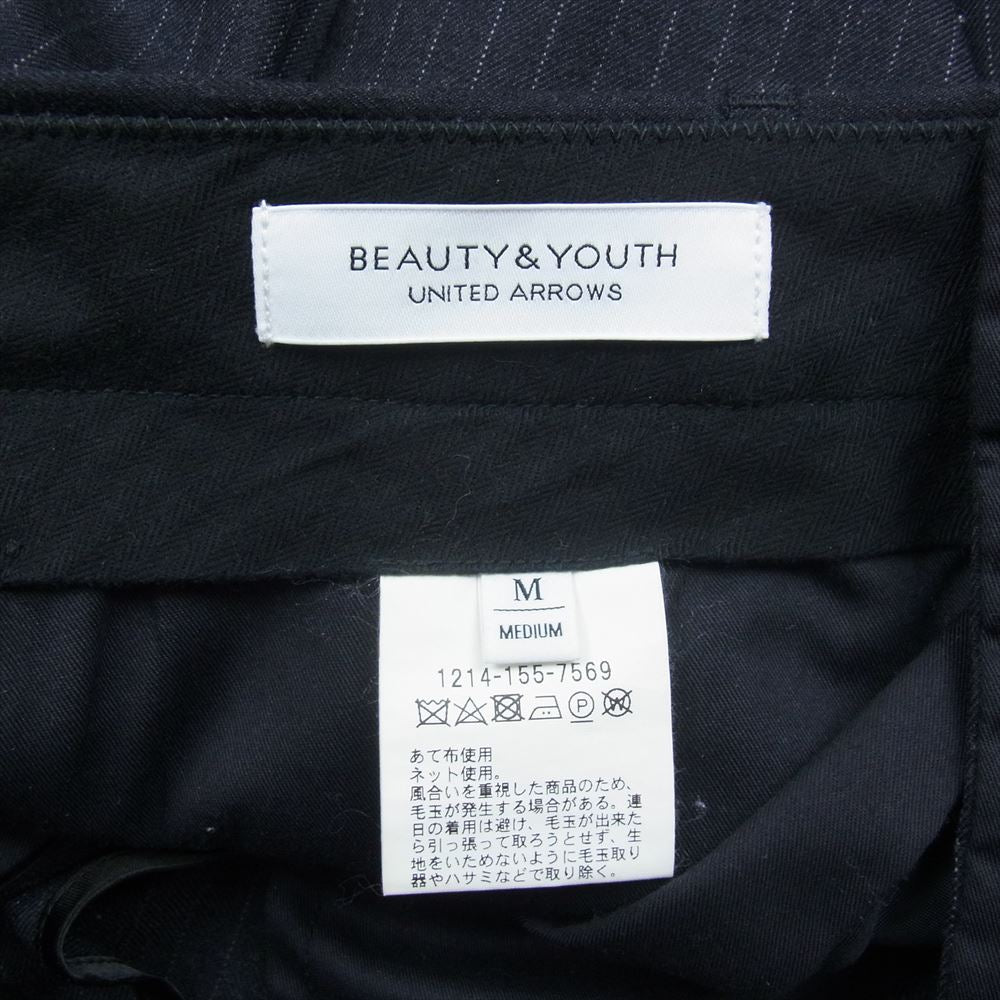 BEAUTY&YOUTH
UNITED ARROWS
M
MEDIUM
1214-155-7569
P
W
あて布使用
ネット使用。
風合いを重視した商品のため、
毛玉が発生する場合がある。連
日の着用は避け、毛玉が出来た
ら引っ張って取ろうとせず、生
地をいためないように毛玉取り
器やハサミなどで取り除く。